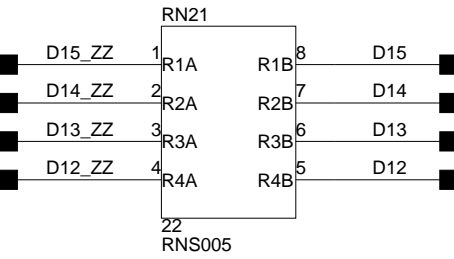 RN21
D15_ZZ 1 R1A R1B 8 D15
D14_ZZ 2 R2A R2B 7 D14
D13_ZZ 3 R3A R3B 6 D13
D12_ZZ 4 R4A R4B 5 D12
22
RNS005